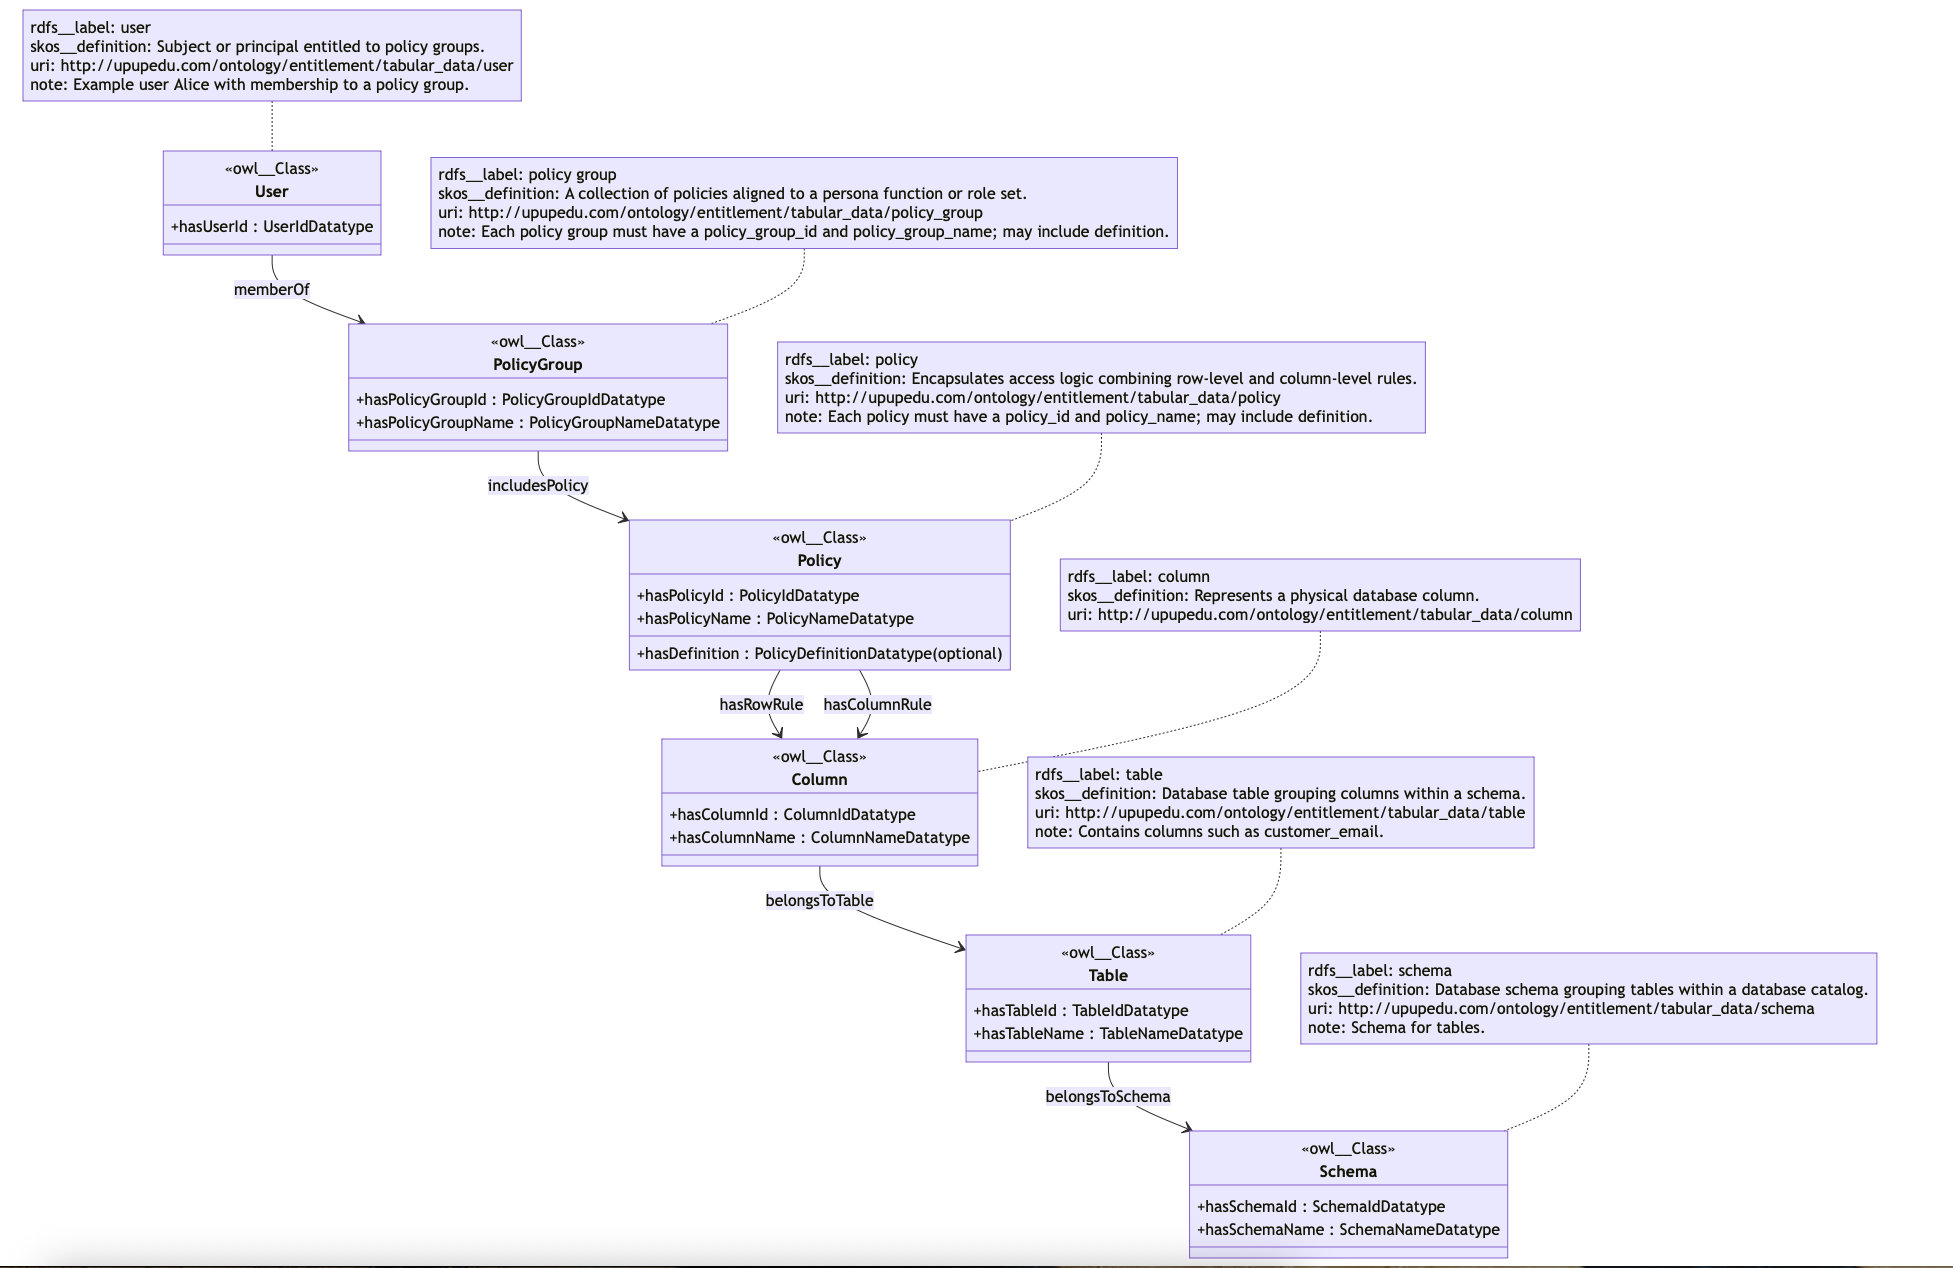 rdfs__label: user
skos__definition: Subject or principal entitled to policy groups.
uri: http://upupedu.com/ontology/entitlement/tabular_data/user
note: Example user Alice with membership to a policy group.
«owl__Class»
User
+hasUserId : UserIdDatatype
rdfs__label: policy group
skos__definition: A collection of policies aligned to a persona function or role set.
uri: http://upupedu.com/ontology/entitlement/tabular_data/policy_group
note: Each policy group must have a policy_group_id and policy_group_name; may include definition.
memberOf
«owl__Class»
PolicyGroup
+hasPolicyGroupId : PolicyGroupIdDatatype
+hasPolicyGroupName : PolicyGroupNameDatatype
rdfs__label: policy
skos__definition: Encapsulates access logic combining row-level and column-level rules.
uri: http://upupedu.com/ontology/entitlement/tabular_data/policy
note: Each policy must have a policy_id and policy_name; may include definition.
includesPolicy
«owl__Class»
Policy
+hasPolicyId : PolicyIdDatatype
+hasPolicyName : PolicyNameDatatype
+hasDefinition : PolicyDefinitionDatatype(optional)
rdfs__label: column
skos__definition: Represents a physical database column.
uri: http://upupedu.com/ontology/entitlement/tabular_data/column
hasRowRule
hasColumnRule
«owl__Class»
Column
+hasColumnId : ColumnIdDatatype
+hasColumnName : ColumnNameDatatype
rdfs__label: table
skos__definition: Database table grouping columns within a schema.
uri: http://upupedu.com/ontology/entitlement/tabular_data/table
note: Contains columns such as customer_email.
belongsToTable
«owl__Class»
Table
+hasTableId : TableIdDatatype
+hasTableName : TableNameDatatype
rdfs__label: schema
skos__definition: Database schema grouping tables within a database catalog.
uri: http://upupedu.com/ontology/entitlement/tabular_data/schema
note: Schema for tables.
belongsToSchema
«owl__Class»
Schema
+hasSchemaId : SchemaIdDatatype
+hasSchemaName : SchemaNameDatatype